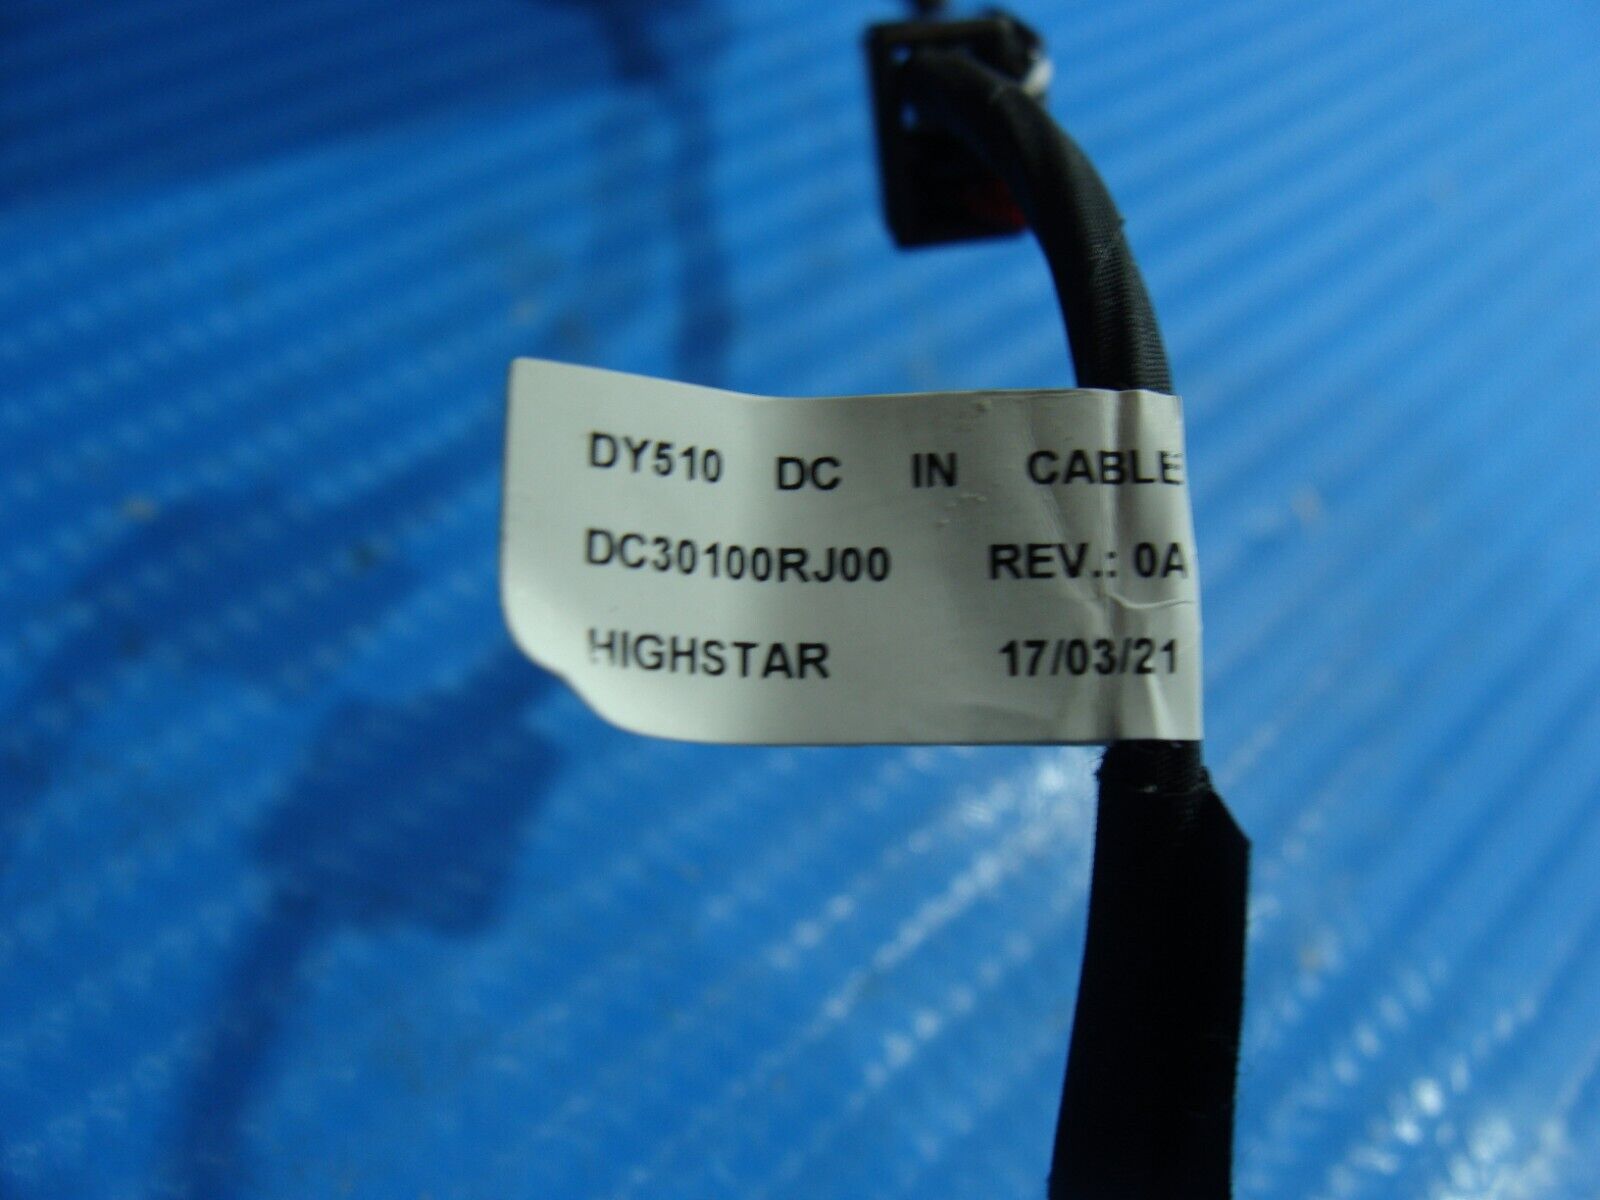 DY510 DC IN CABLE
DC30100RJ00 REV.: 0A
HIGHSTAR 17/03/21